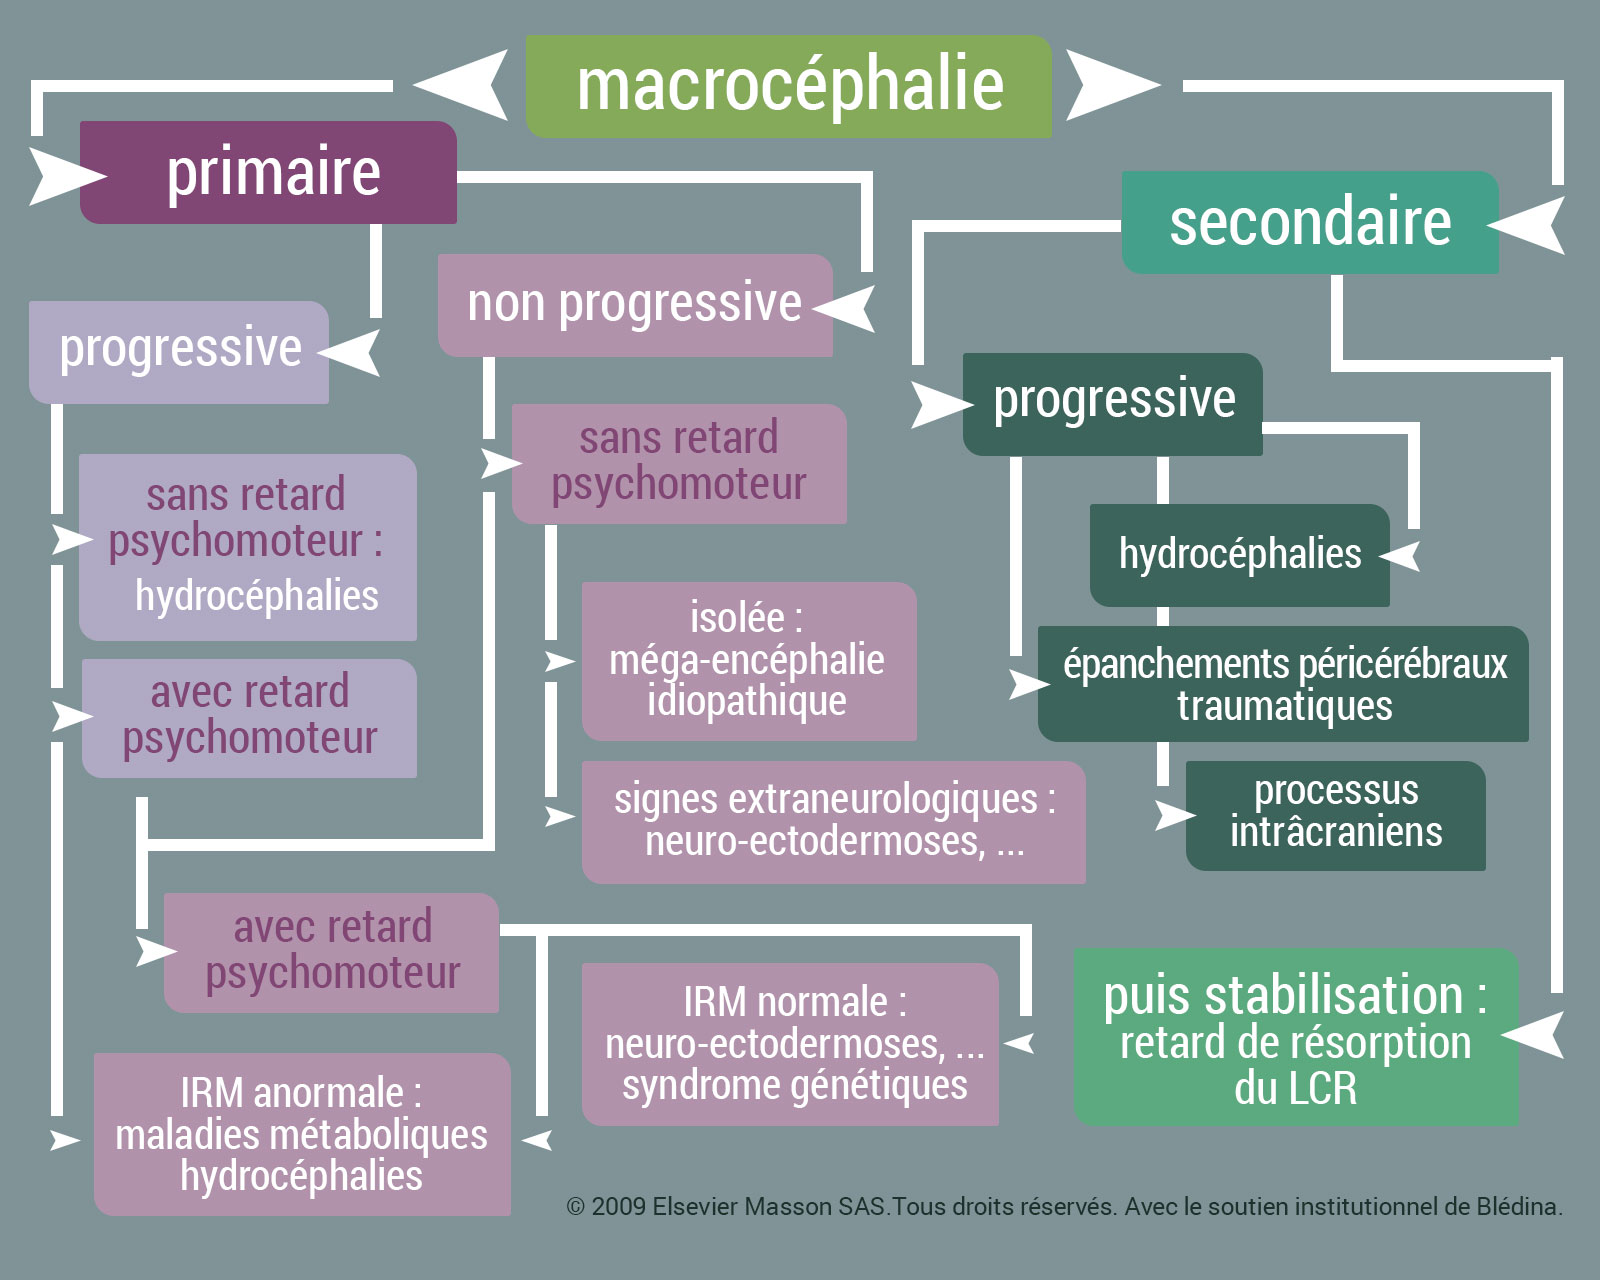 macrocéphalie
primaire
secondaire
non progressive
progressive
progressive
sans retard
psychomoteur
sans retard
psychomoteur :
hydrocéphalies
hydrocéphalies
isolée :
méga-encéphalie
idiopathique
épanchements péricérébraux
traumatiques
avec retard
psychomoteur
signes extraneurologiques :
neuro-ectodermoses, ...
processus
intrâcraniens
avec retard
psychomoteur
IRM normale :
neuro-ectodermoses, ...
syndrome génétiques
puis stabilisation :
retard de résorption
du LCR
IRM anormale :
maladies métaboliques
hydrocéphalies
© 2009 Elsevier Masson SAS.Tous droits réservés. Avec le soutien institutionnel de Blédina.